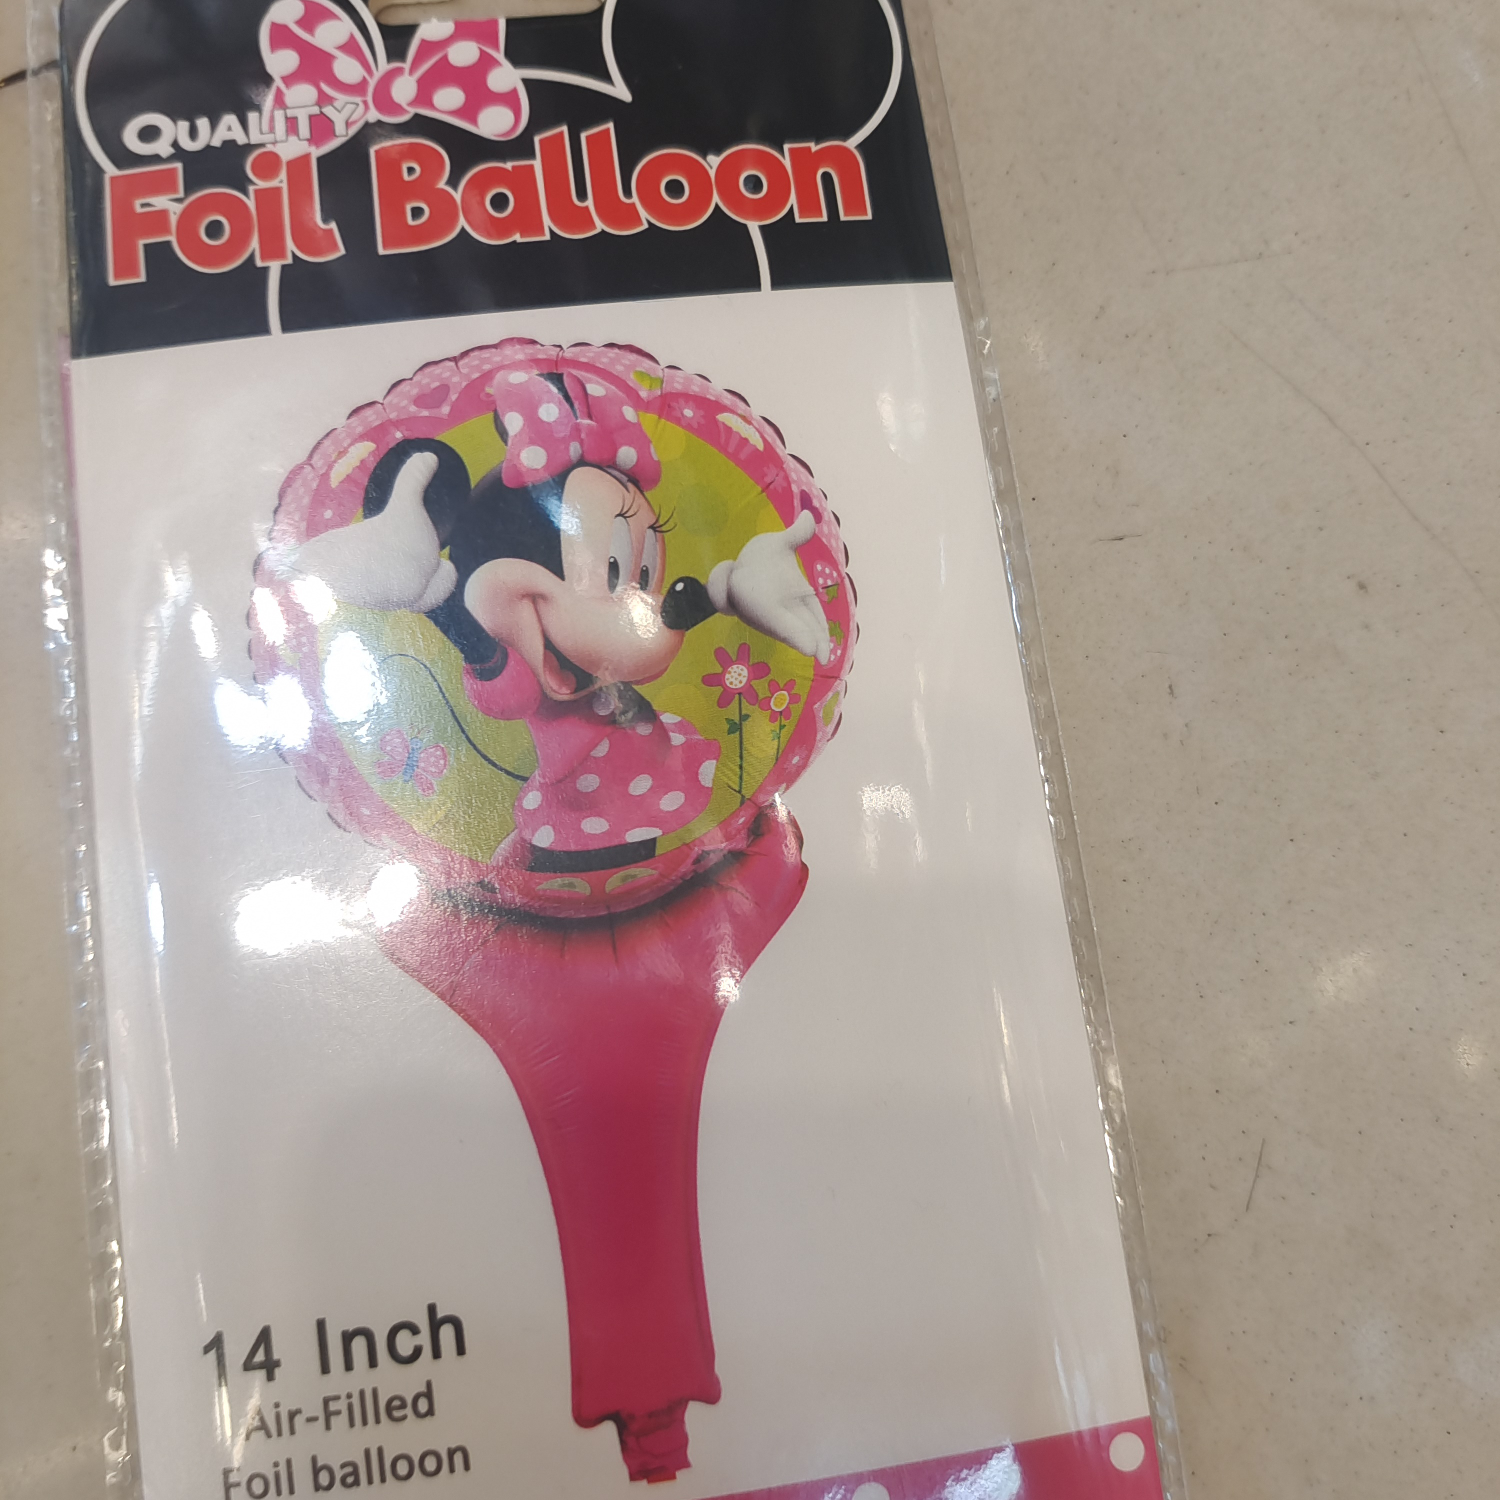 QUALITY
Foil Balloon
14 Inch
Air-Filled
Foil balloon